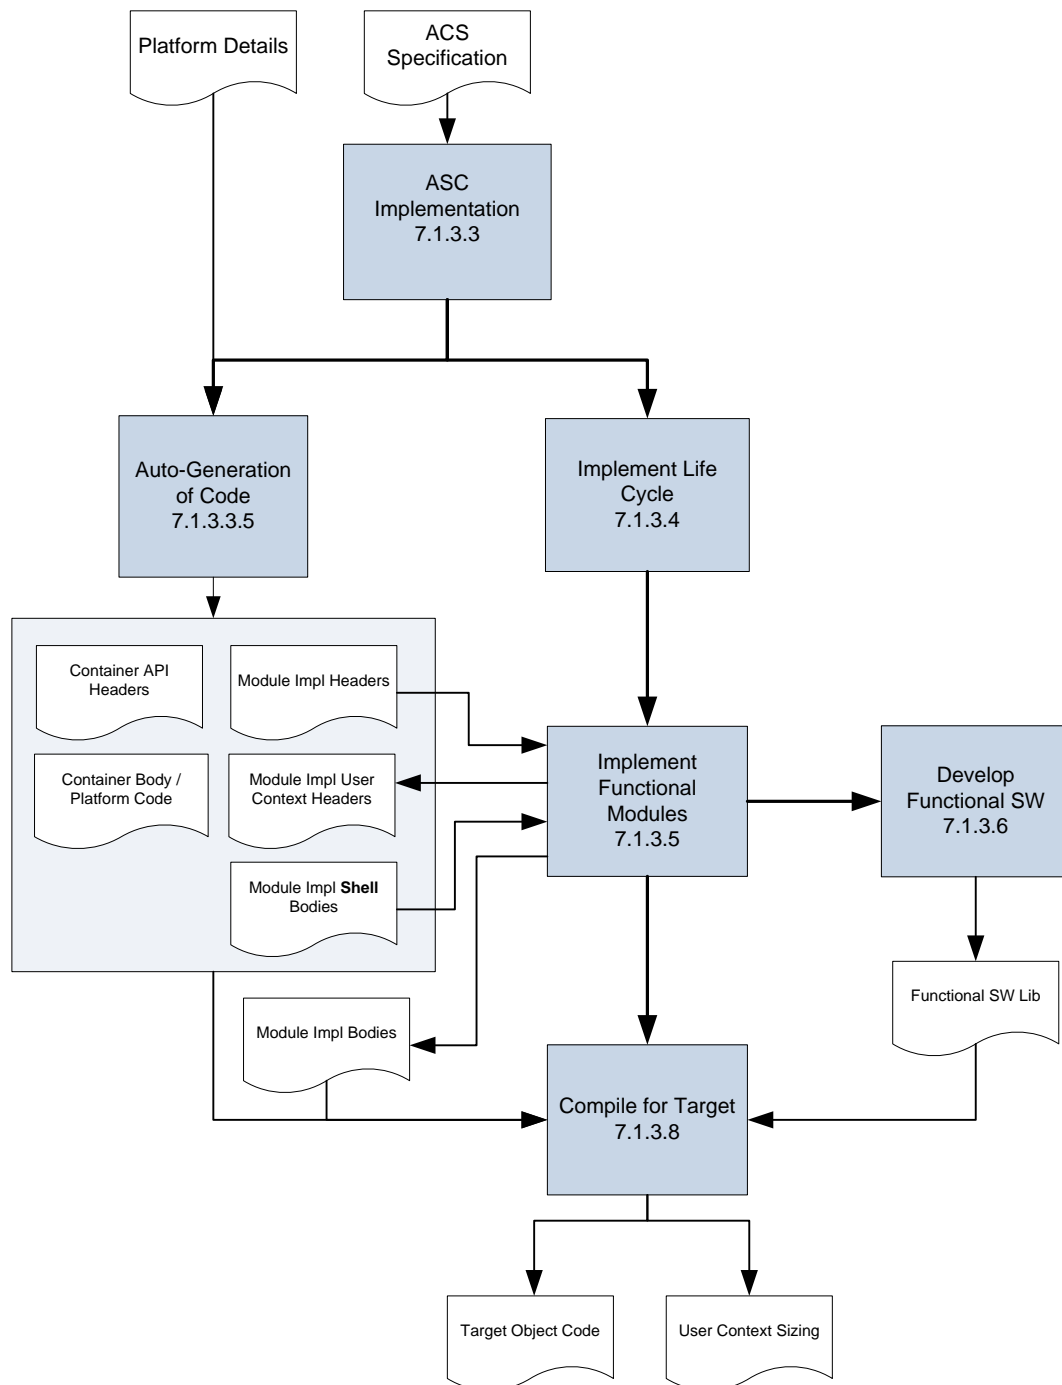 Platform Details
ACS
Specification
ASC
Implementation
7.1.3.3
Auto-Generation
of Code
7.1.3.3.5
Implement Life
Cycle
7.1.3.4
Container API
Headers
Module Impl Headers
Container Body /
Platform Code
Module Impl User
Context Headers
Module Impl Shell
Bodies
Implement
Functional
Modules
7.1.3.5
Develop
Functional SW
7.1.3.6
Module Impl Bodies
Functional SW Lib
Compile for Target
7.1.3.8
Target Object Code
User Context Sizing